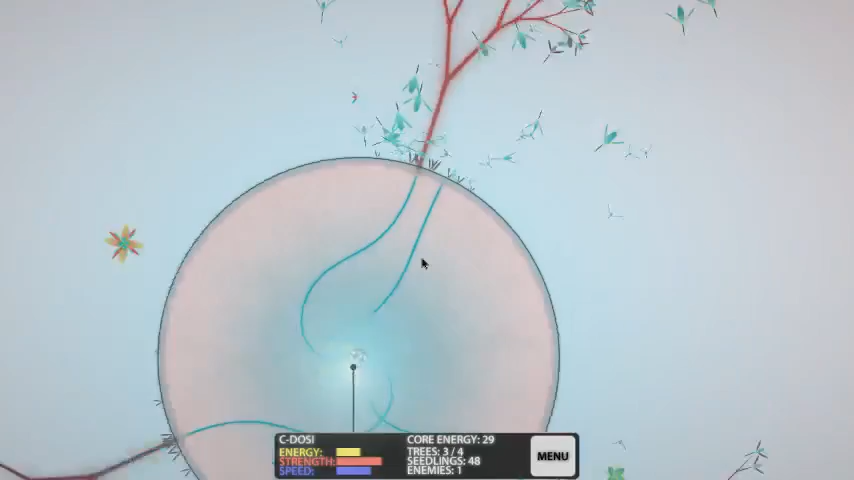 C-DOSI
ENERGY:
STRENGTH:
SPEED:
CORE ENERGY: 29
TREES: 3 / 4
SEEDLINGS: 48
ENEMIES: 1
MENU